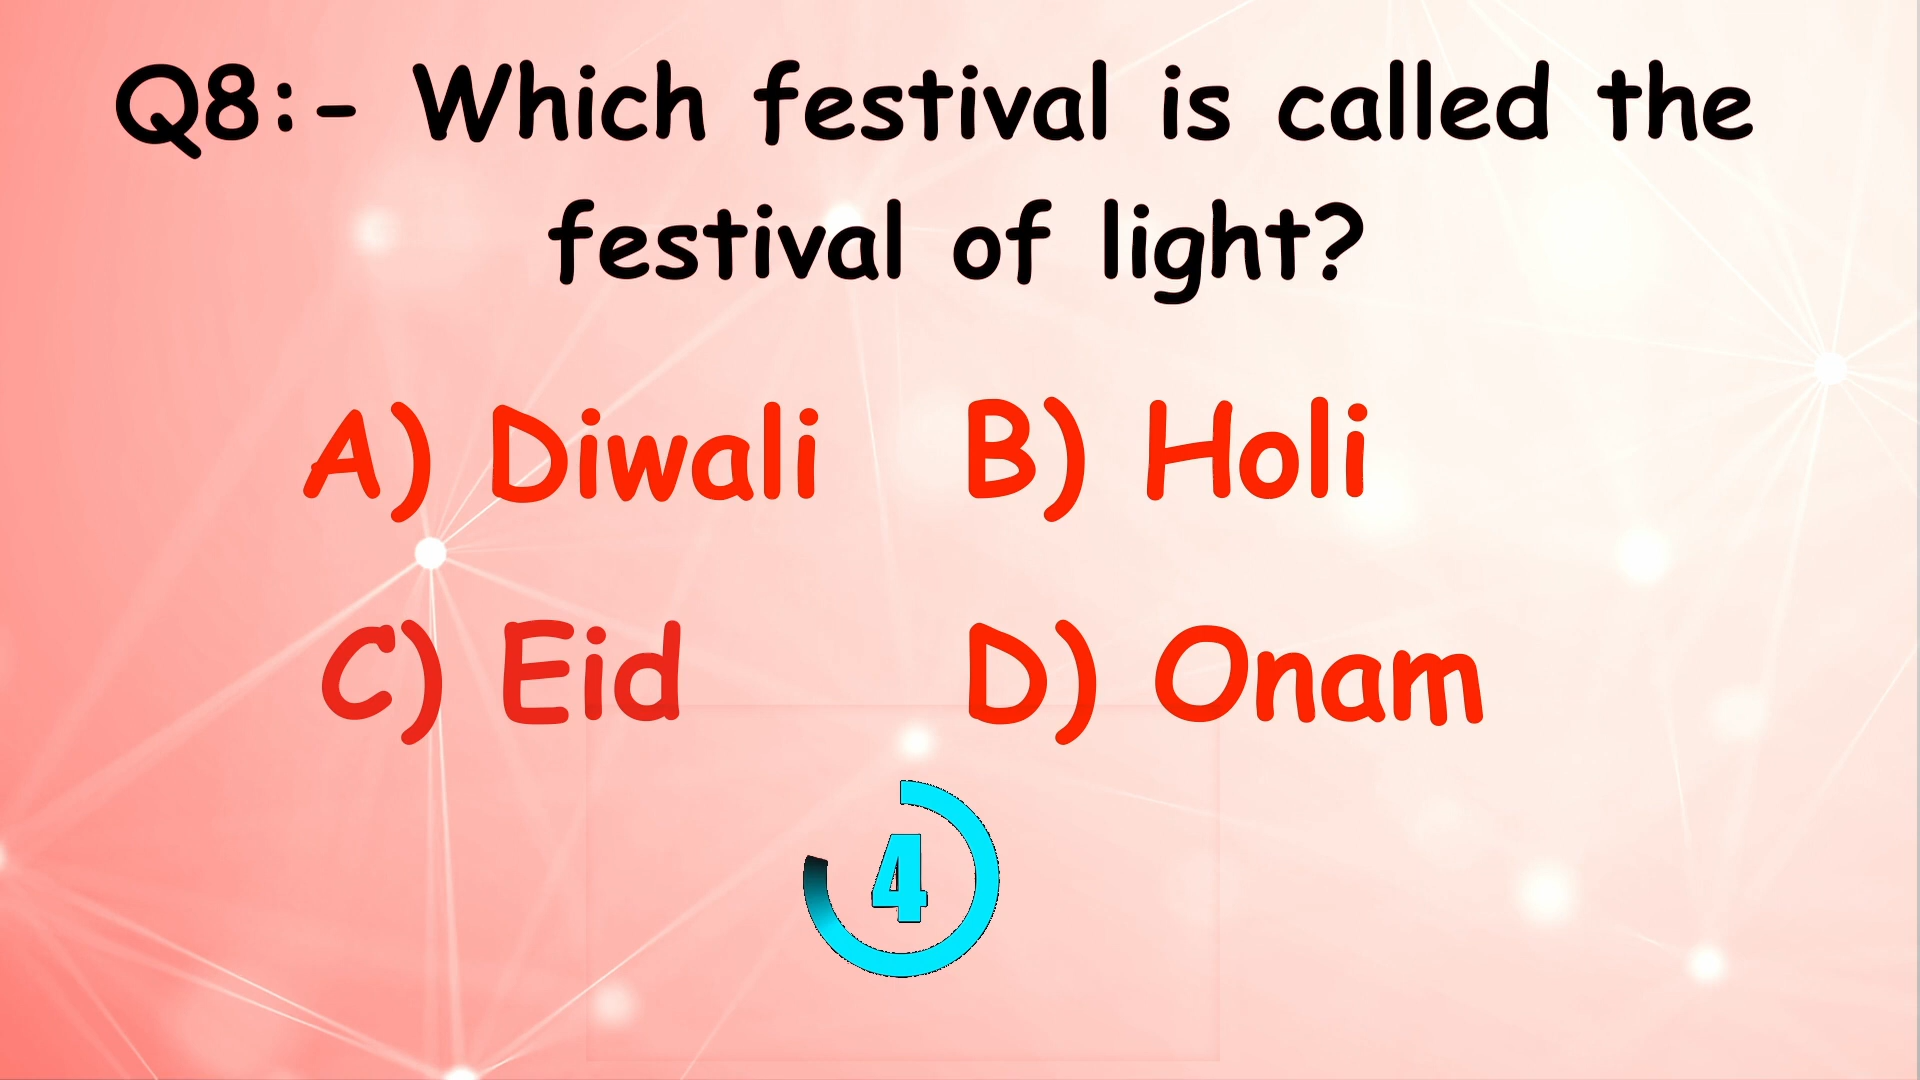 Q8:- Which festival is called the
festival of light?
A) Diwali B) Holi
C) Eid D) Onam
4